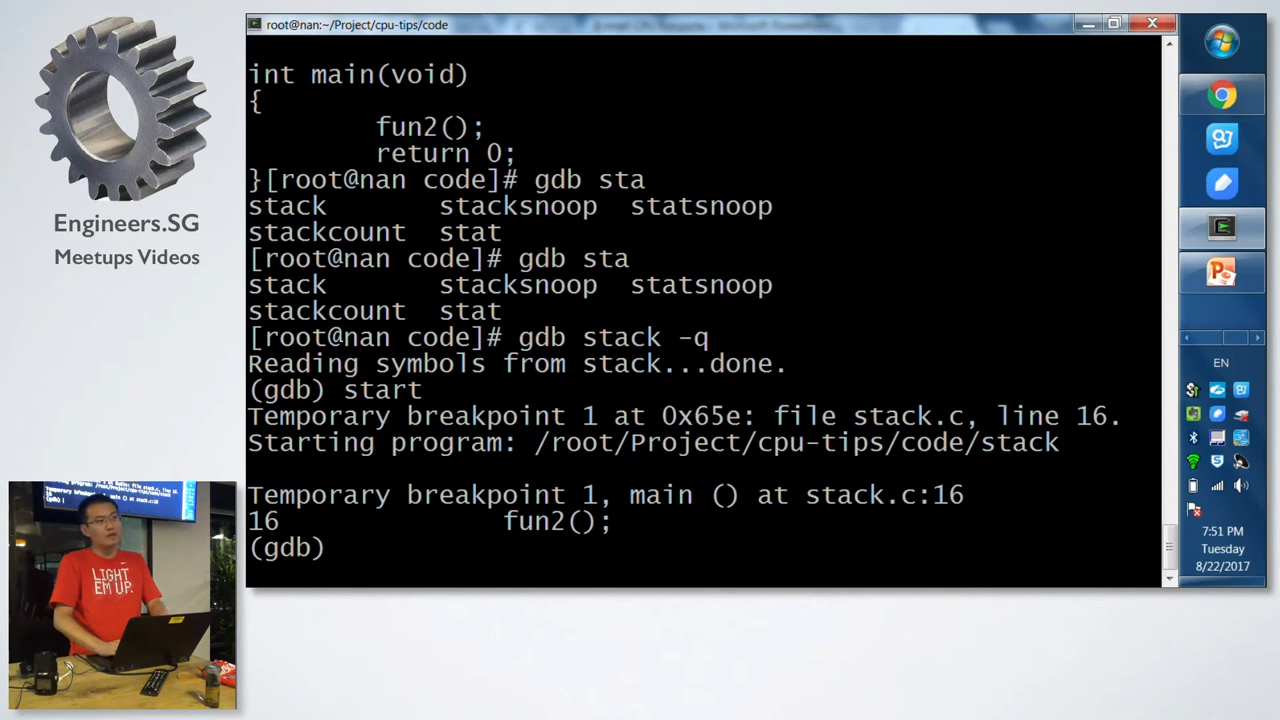 Engineers.SG
Meetups Videos
root@nan:~/Project/cpu-tips/code
int main(void)
{
fun2();
return 0;
}[root@nan code]# gdb sta
stack stacksnoop statsnoop
stackcount stat
[root@nan code]# gdb sta
stack stacksnoop statsnoop
stackcount stat
[root@nan code]# gdb stack -q
Reading symbols from stack...done.
(gdb) start
Temporary breakpoint 1 at 0x65e: file stack.c, line 16.
Starting program: /root/Project/cpu-tips/code/stack
Temporary breakpoint 1, main () at stack.c:16
16 fun2();
(gdb)
EN
7:51 PM
Tuesday
8/22/2017
LIGHT
EM UP.